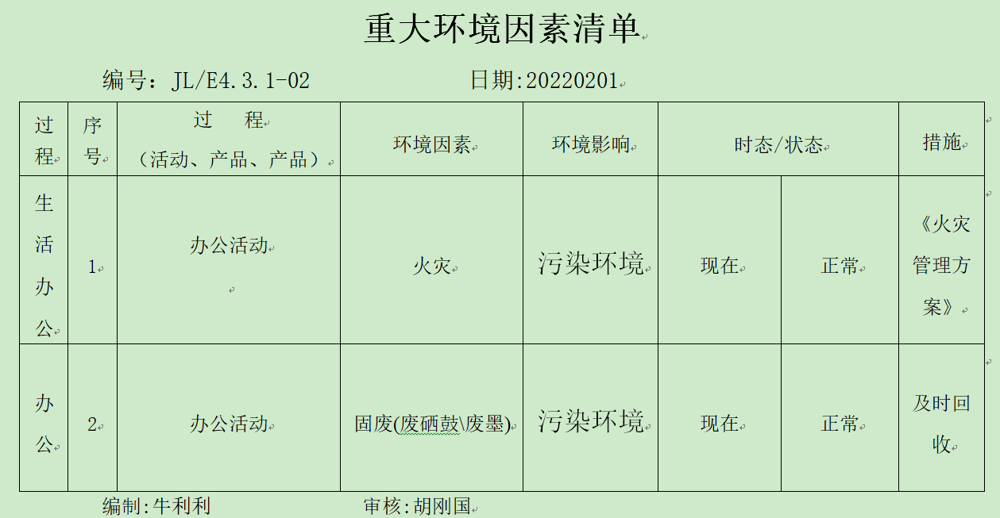 重大环境因素清单
编号：JL/E4.3.1-02 日期:20220201
过程 序号 过 程（活动、产品、产品） 环境因素 环境影响 时态/状态 措施
生活办公 1 办公活动 火灾 污染环境 现在 正常 《火灾管理方案》
办公 2 办公活动 固废(废硒鼓\废墨) 污染环境 现在 正常 及时回收
编制:牛利利 审核:胡刚国